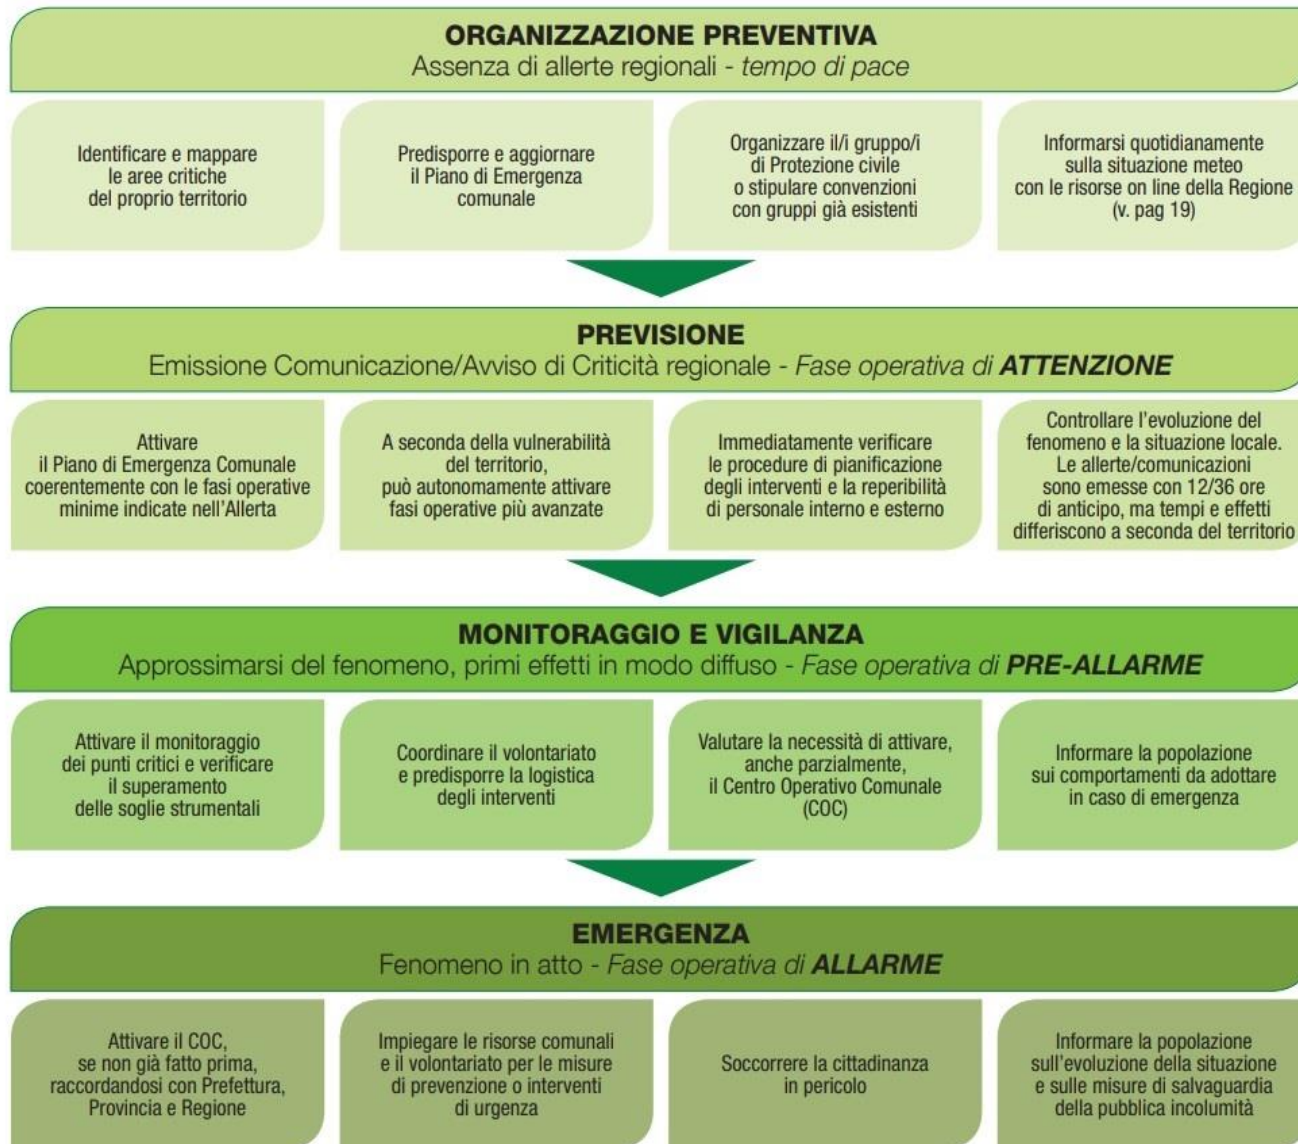 ORGANIZZAZIONE PREVENTIVA
Assenza di allerte regionali - tempo di pace
Identificare e mappare
le aree critiche
del proprio territorio
Predisporre e aggiornare
il Piano di Emergenza
comunale
Organizzare il/i gruppo/i
di Protezione civile
o stipulare convenzioni
con gruppi già esistenti
Informarsi quotidianamente
sulla situazione meteo
con le risorse on line della Regione
(v. pag 19)
PREVISIONE
Emissione Comunicazione/Avviso di Criticità regionale - Fase operativa di ATTENZIONE
Attivare
il Piano di Emergenza Comunale
coerentemente con le fasi operative
minime indicate nell'Allerta
A seconda della vulnerabilità
del territorio,
può autonomamente attivare
fasi operative più avanzate
Immediatamente verificare
le procedure di pianificazione
degli interventi e la reperibilità
di personale interno e esterno
Controllare l'evoluzione del
fenomeno e la situazione locale.
Le allerte/comunicazioni
sono emesse con 12/36 ore
di anticipo, ma tempi e effetti
differiscono a seconda del territorio
MONITORAGGIO E VIGILANZA
Approssimarsi del fenomeno, primi effetti in modo diffuso - Fase operativa di PRE-ALLARME
Attivare il monitoraggio
dei punti critici e verificare
il superamento
delle soglie strumentali
Coordinare il volontariato
e predisporre la logistica
degli interventi
Valutare la necessità di attivare,
anche parzialmente,
il Centro Operativo Comunale
(COC)
Informare la popolazione
sui comportamenti da adottare
in caso di emergenza
EMERGENZA
Fenomeno in atto - Fase operativa di ALLARME
Attivare il COC,
se non già fatto prima,
raccordandosi con Prefettura,
Provincia e Regione
Impiegare le risorse comunali
e il volontariato per le misure
di prevenzione o interventi
di urgenza
Soccorrere la cittadinanza
in pericolo
Informare la popolazione
sull'evoluzione della situazione
e sulle misure di salvaguardia
della pubblica incolumità